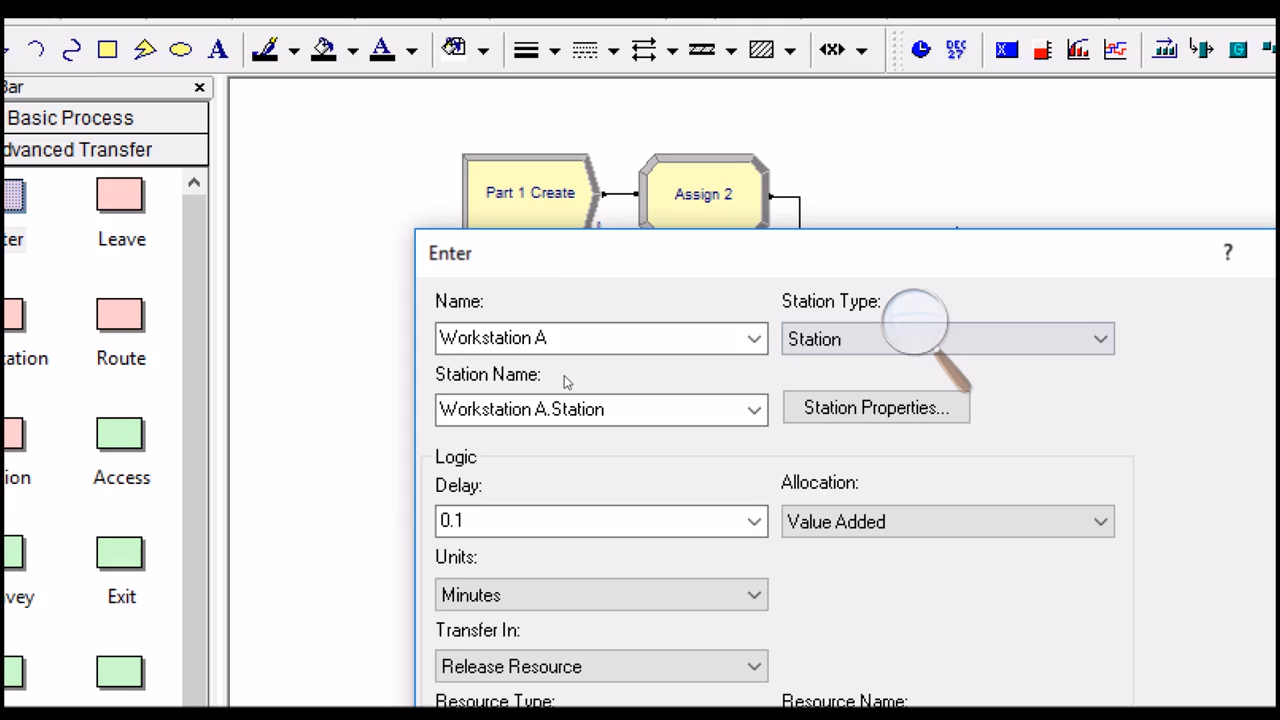 A
DEC
27
X
G
Bar
Basic Process
dvanced Transfer
ter
Leave
ation
Route
ion
Access
vey
Exit
Part 1 Create
Assign 2
Enter
?
Name:
Station Type:
Workstation A
Station
Station Name:
Workstation A.Station
Station Properties...
Logic
Delay:
Allocation:
0.1
Value Added
Units:
Minutes
Transfer In:
Release Resource
Resource Type:
Resource Name: